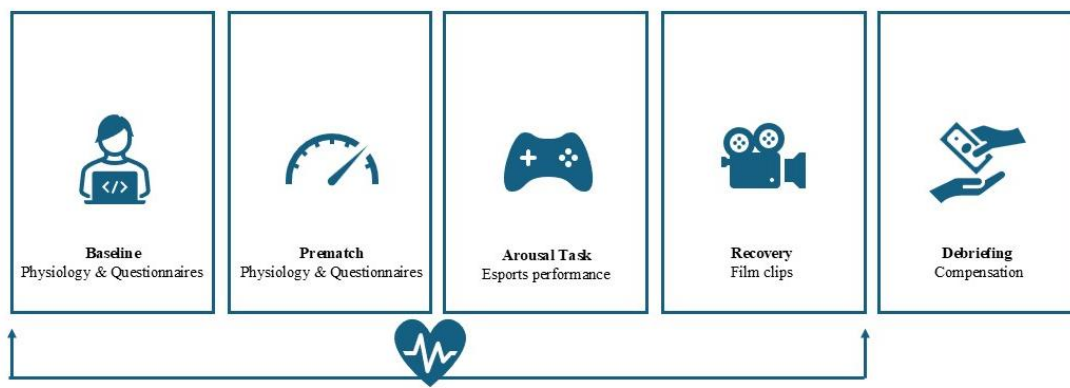 </>
Baseline
Physiology & Questionnaires
Prematch
Physiology & Questionnaires
Arousal Task
Esports performance
Recovery
Film clips
Debriefing
Compensation